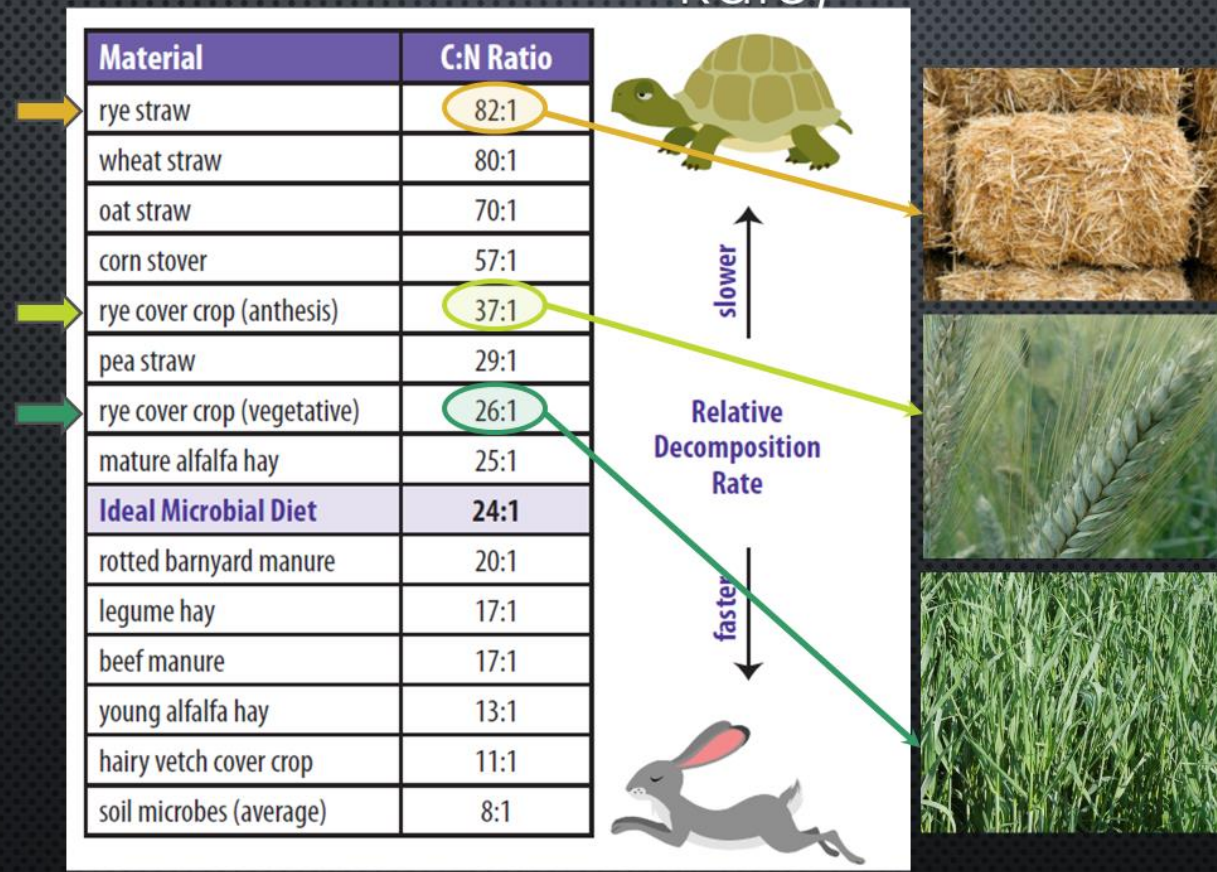 Material C:N Ratio
rye straw 82:1
wheat straw 80:1
oat straw 70:1
corn stover 57:1
rye cover crop (anthesis) 37:1
pea straw 29:1
rye cover crop (vegetative) 26:1
mature alfalfa hay 25:1
Ideal Microbial Diet 24:1
rotted barnyard manure 20:1
legume hay 17:1
beef manure 17:1
young alfalfa hay 13:1
hairy vetch cover crop 11:1
soil microbes (average) 8:1
slower
Relative
Decomposition
Rate
faster